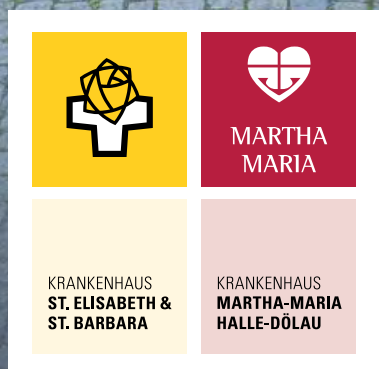 MARTHA
MARIA
KRANKENHAUS
ST. ELISABETH &
ST. BARBARA
KRANKENHAUS
MARTHA-MARIA
HALLE-DÖLAU